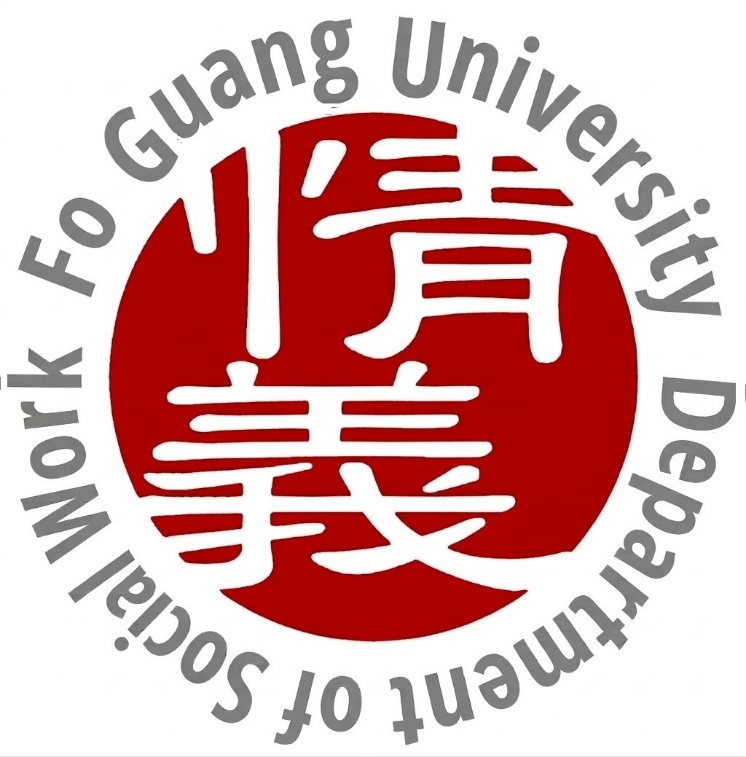 Fo Guang University Department of Social Work
情
義